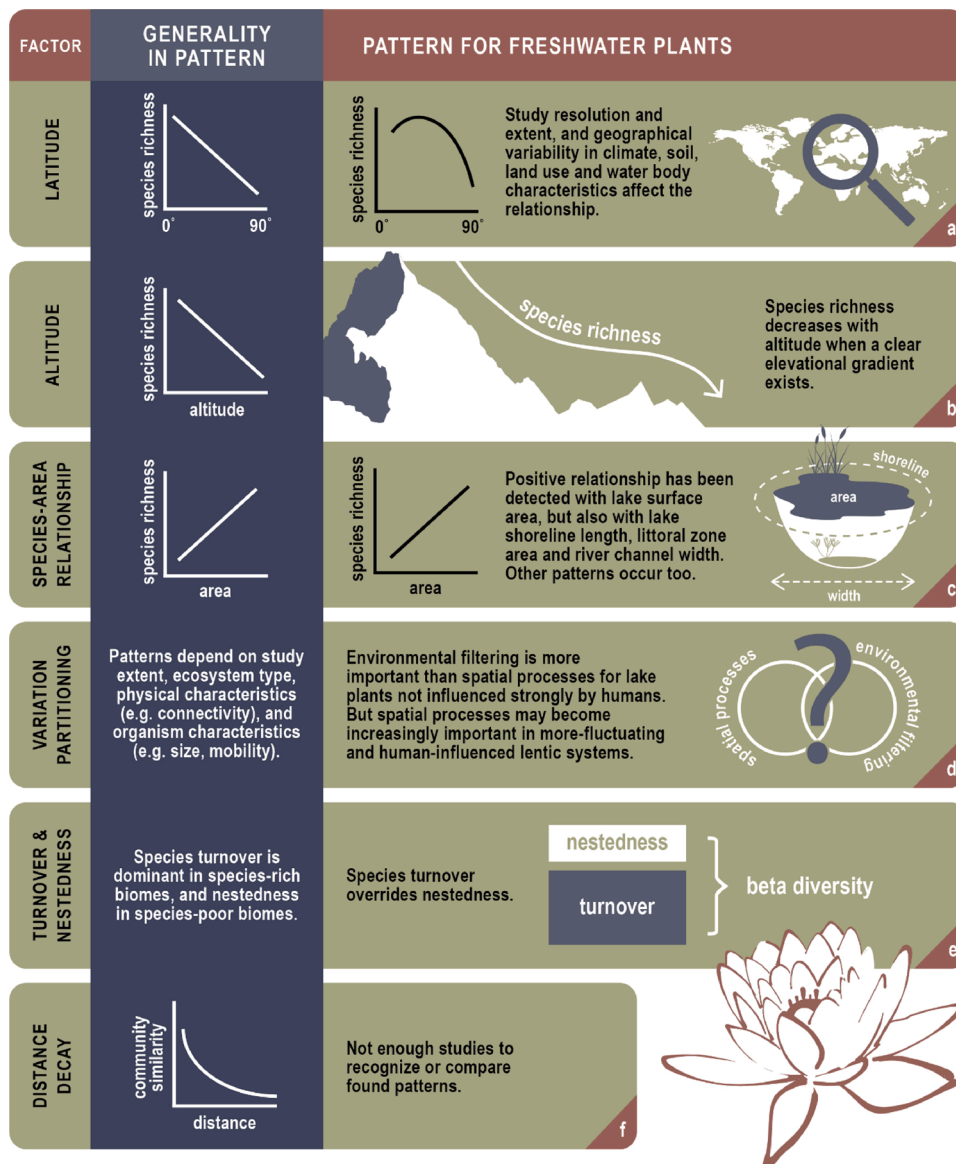 FACTOR
GENERALITY
IN PATTERN
PATTERN FOR FRESHWATER PLANTS
LATITUDE
species richness
0°
90°
species richness
0°
90°
Study resolution and
extent, and geographical
variability in climate, soil,
land use and water body
characteristics affect the
relationship.
a
ALTITUDE
species richness
altitude
species richness
Species richness
decreases with
altitude when a clear
elevational gradient
exists.
b
SPECIES-AREA
RELATIONSHIP
species richness
area
species richness
area
Positive relationship has been
detected with lake surface
area, but also with lake
shoreline length, littoral zone
area and river channel width.
Other patterns occur too.
shoreline
area
width
c
VARIATION
PARTITIONING
Patterns depend on study
extent, ecosystem type,
physical characteristics
(e.g. connectivity), and
organism characteristics
(e.g. size, mobility).
Environmental filtering is more
important than spatial processes for lake
plants not influenced strongly by humans.
But spatial processes may become
increasingly important in more-fluctuating
and human-influenced lentic systems.
spatial processes
?
environmental filtering
d
TURNOVER &
NESTEDNESS
Species turnover is
dominant in species-rich
biomes, and nestedness
in species-poor biomes.
Species turnover
overrides nestedness.
nestedness
turnover
beta diversity
e
DISTANCE
DECAY
community
similarity
distance
Not enough studies to
recognize or compare
found patterns.
f